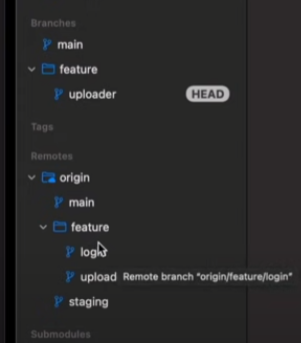 Branches
main
feature
uploader HEAD
Tags
Remotes
origin
main
feature
login
upload Remote branch "origin/feature/login"
staging
Submodules